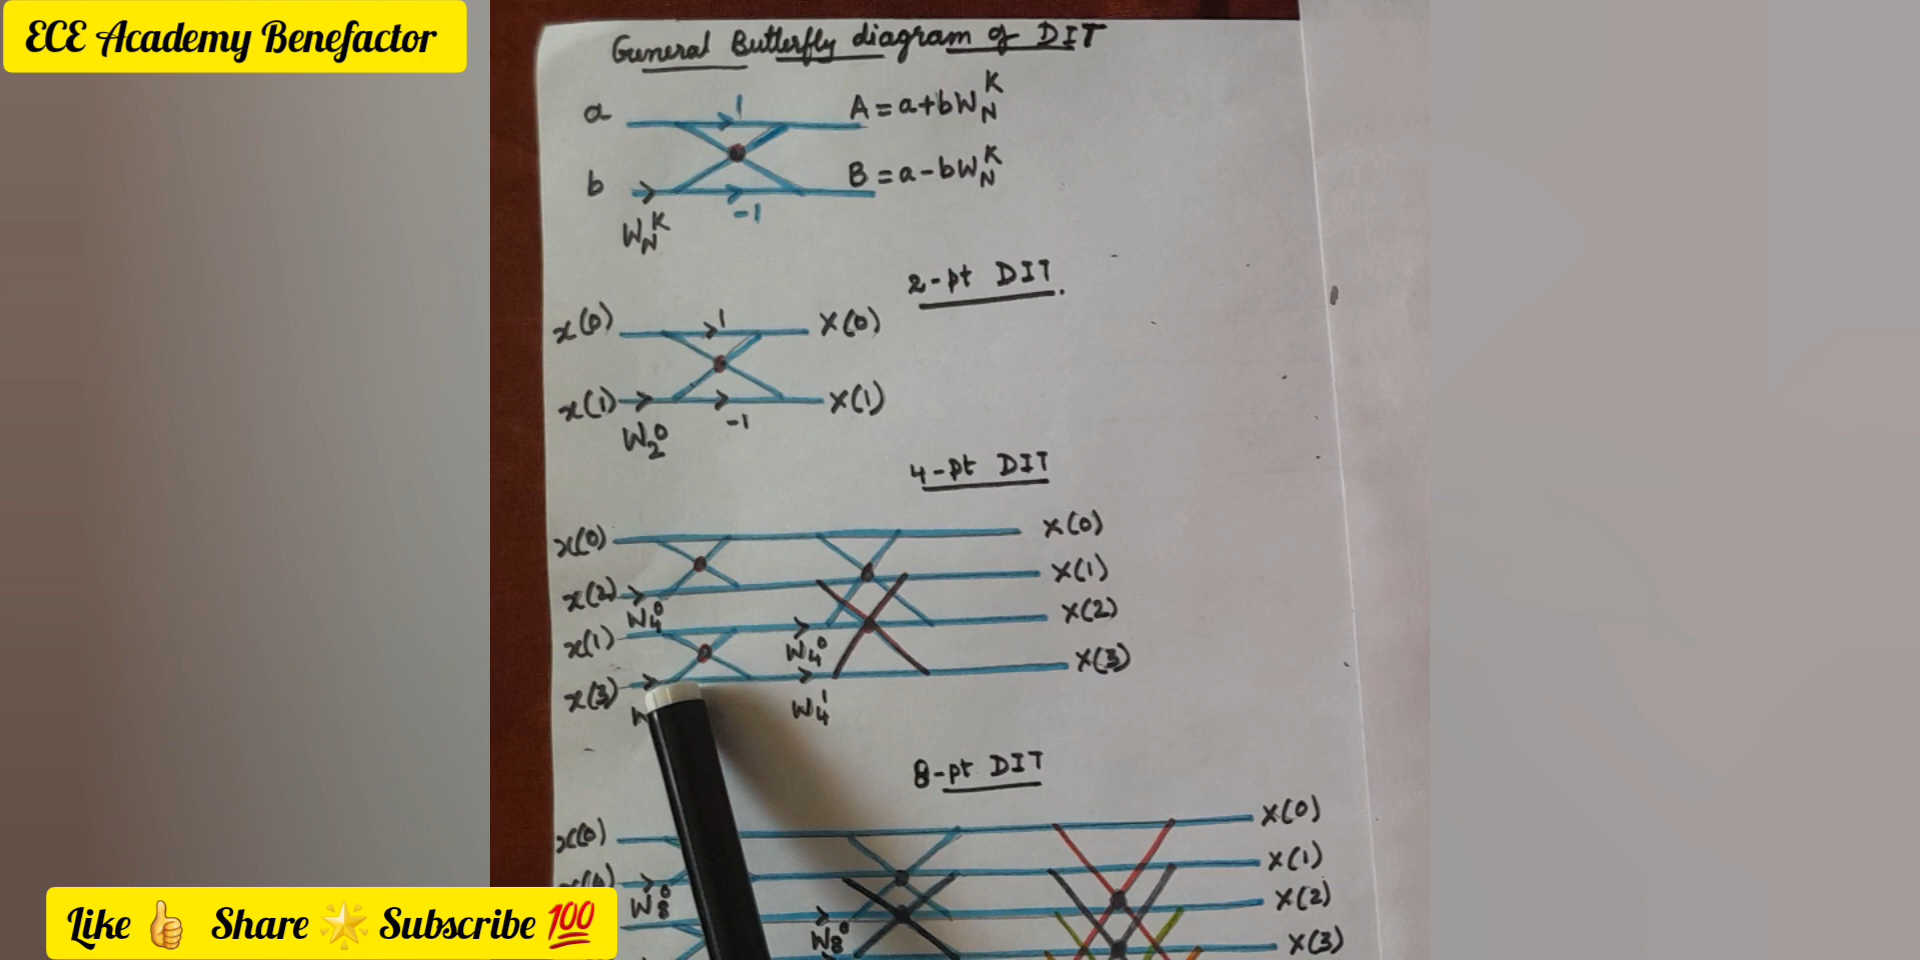 ECE Academy Benefactor
General Butterfly diagram of DIT
a 1 A = a+bW_N^K
b -1 B = a-bW_N^K
W_N^K
2-pt DIT.
x(0) 1 X(0)
x(1) -1 X(1)
W_2^0
4-pt DIT
x(0) X(0)
x(2) X(1)
W_4^0
x(1) W_4^0 X(2)
x(3) W_4^1 X(3)
W
8-pt DIT
x(0) X(0)
X(1)
W_8^0 X(2)
W_8^0 X(3)
Like 👍 Share 🌟 Subscribe 💯